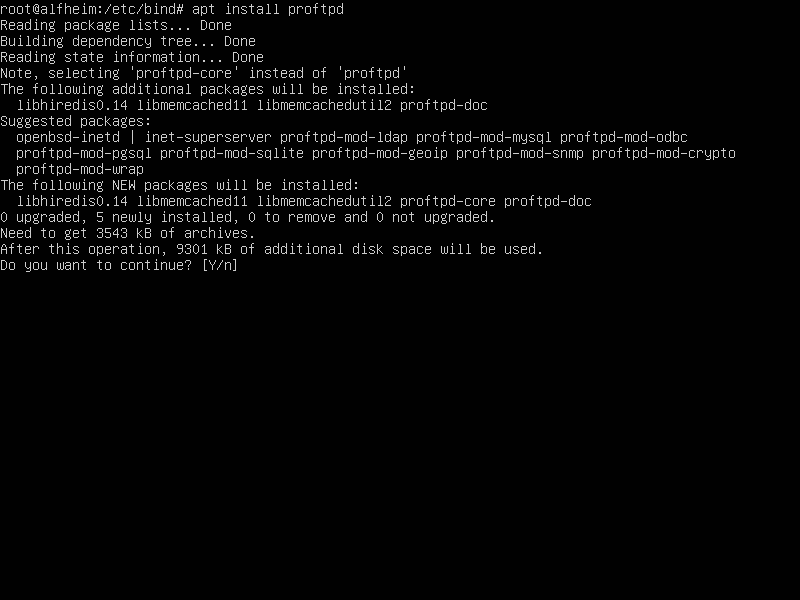 root@alfheim:/etc/bind# apt install proftpd
Reading package lists... Done
Building dependency tree... Done
Reading state information... Done
Note, selecting 'proftpd-core' instead of 'proftpd'
The following additional packages will be installed:
  libhiredis0.14 libmemcached11 libmemcachedutil2 proftpd-doc
Suggested packages:
  openbsd-inetd | inet-superserver proftpd-mod-ldap proftpd-mod-mysql proftpd-mod-odbc
  proftpd-mod-pgsql proftpd-mod-sqlite proftpd-mod-geoip proftpd-mod-snmp proftpd-mod-crypto
  proftpd-mod-wrap
The following NEW packages will be installed:
  libhiredis0.14 libmemcached11 libmemcachedutil2 proftpd-core proftpd-doc
0 upgraded, 5 newly installed, 0 to remove and 0 not upgraded.
Need to get 3543 kB of archives.
After this operation, 9301 kB of additional disk space will be used.
Do you want to continue? [Y/n]